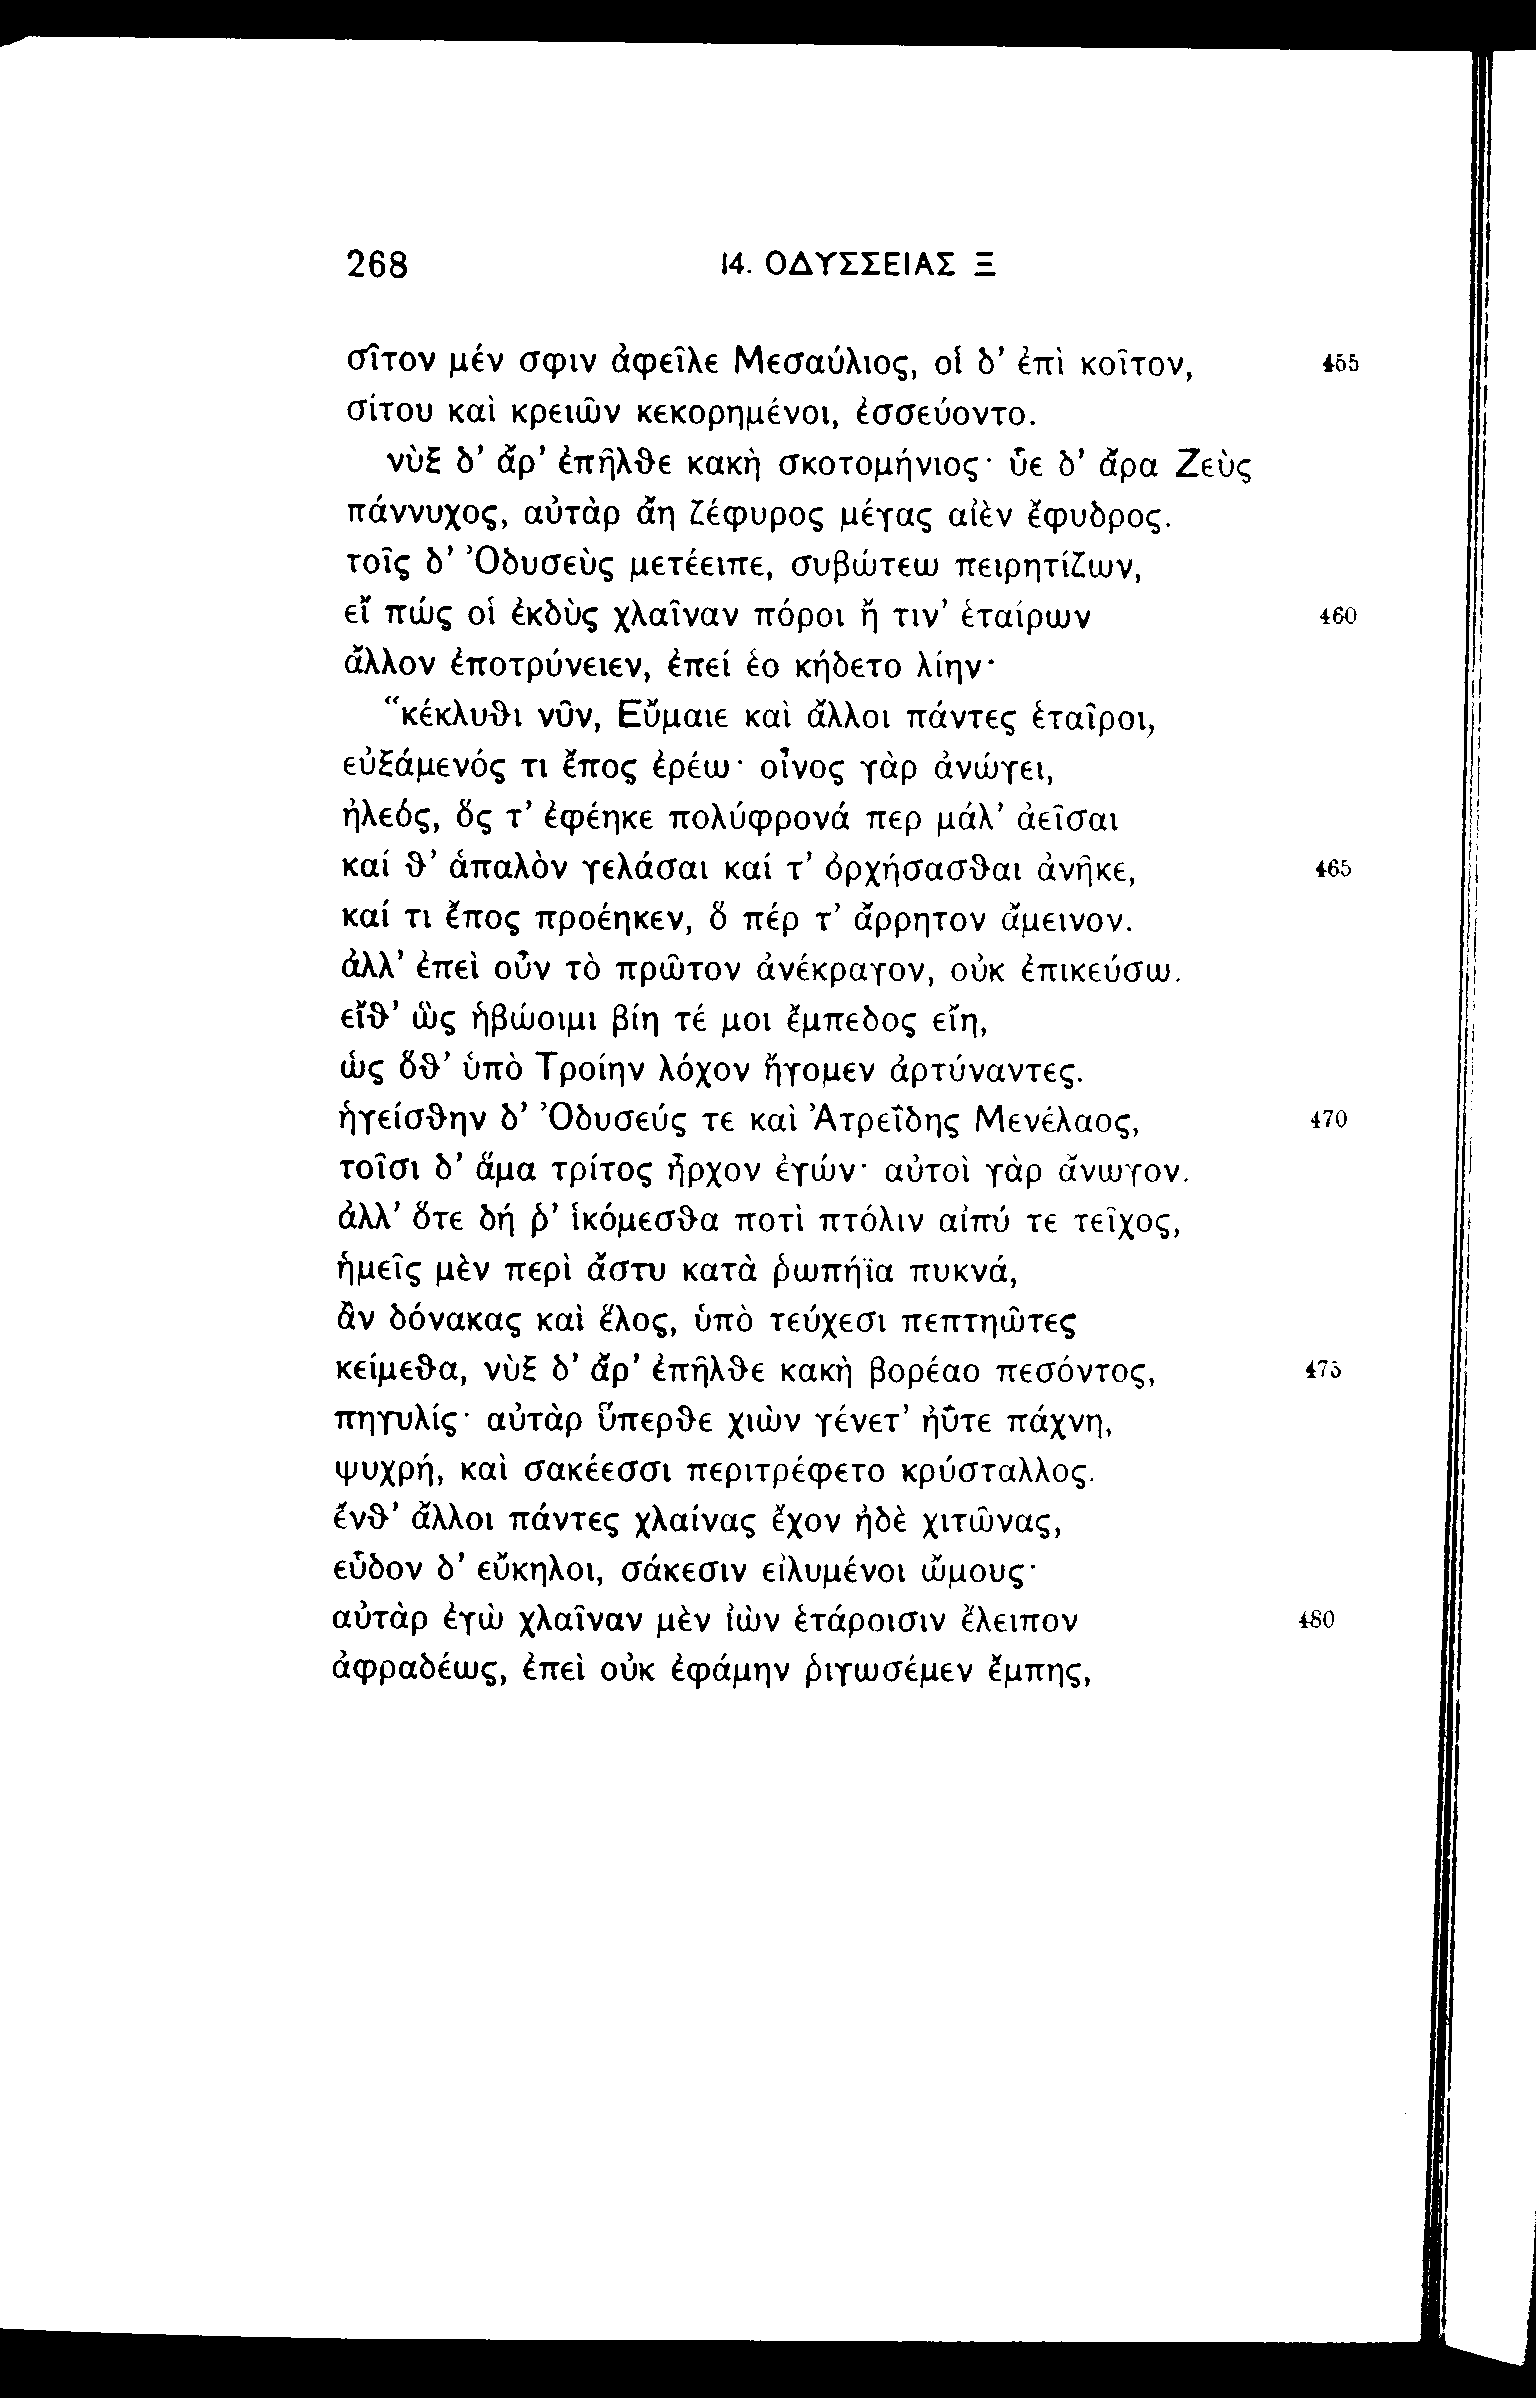 268 14. ΟΔΥΣΣΕΙΑΣ Ξ
σῖτον μέν σφιν ἀφεῖλε Μεσαύλιος, οἱ δ’ ἐπὶ κοῖτον, 455
σίτου καὶ κρειῶν κεκορημένοι, ἐσσεύοντο.
νὺξ δ’ ἄρ’ ἐπῆλϑε κακὴ σκοτομήνιος· ὗε δ’ ἄρα Ζεὺς
πάννυχος, αὐτὰρ ἄη ζέφυρος μέγας αἰὲν ἔφυδρος.
τοῖς δ’ Ὀδυσεὺς μετέειπε, συβώτεω πειρητίζων,
εἴ πώς οἱ ἐκδὺς χλαῖναν πόροι ἤ τιν’ ἑταίρων 460
ἄλλον ἐποτρύνειεν, ἐπεί ἑο κήδετο λίην·
“κέκλυϑι νῦν, Εὔμαιε καὶ ἄλλοι πάντες ἑταῖροι,
εὐξάμενός τι ἔπος ἐρέω· οἶνος γὰρ ἀνώγει,
ἠλεός, ὅς τ’ ἐφέηκε πολύφρονά περ μάλ’ ἀεῖσαι
καί ϑ’ ἁπαλὸν γελάσαι καί τ’ ὀρχήσασϑαι ἀνῆκε, 465
καί τι ἔπος προέηκεν, ὅ πέρ τ’ ἄρρητον ἄμεινον.
ἀλλ’ ἐπεὶ οὖν τὸ πρῶτον ἀνέκραγον, οὐκ ἐπικεύσω.
εἴϑ’ ὣς ἡβώοιμι βίη τέ μοι ἔμπεδος εἴη,
ὡς ὅϑ’ ὑπὸ Τροίην λόχον ἤγομεν ἀρτύναντες.
ἡγείσϑην δ’ Ὀδυσεύς τε καὶ Ἀτρεΐδης Μενέλαος, 470
τοῖσι δ’ ἅμα τρίτος ἦρχον ἐγών· αὐτοὶ γὰρ ἄνωγον.
ἀλλ’ ὅτε δή ῥ’ ἱκόμεσϑα ποτὶ πτόλιν αἰπύ τε τεῖχος,
ἡμεῖς μὲν περὶ ἄστυ κατὰ ῥωπήϊα πυκνά,
ἂν δόνακας καὶ ἕλος, ὑπὸ τεύχεσι πεπτηῶτες
κείμεϑα, νὺξ δ’ ἄρ’ ἐπῆλϑε κακὴ βορέαο πεσόντος, 475
πηγυλίς· αὐτὰρ ὕπερϑε χιὼν γένετ’ ἠΰτε πάχνη,
ψυχρή, καὶ σακέεσσι περιτρέφετο κρύσταλλος.
ἔνϑ’ ἄλλοι πάντες χλαίνας ἔχον ἠδὲ χιτῶνας,
εὗδον δ’ εὔκηλοι, σάκεσιν εἰλυμένοι ὤμους·
αὐτὰρ ἐγὼ χλαῖναν μὲν ἰὼν ἑτάροισιν ἔλειπον 480
ἀφραδέως, ἐπεὶ οὐκ ἐφάμην ῥιγωσέμεν ἔμπης,